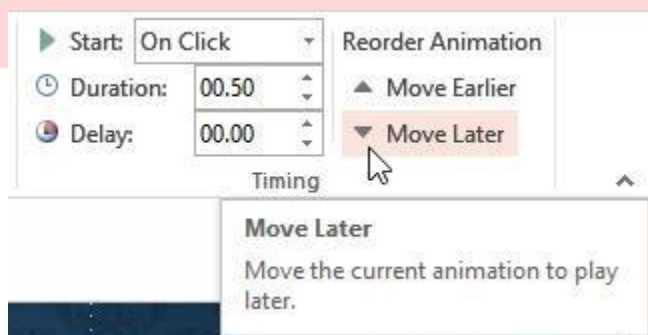 Start: On Click
Reorder Animation
Duration: 00.50
Move Earlier
Delay: 00.00
Move Later
Timing
Move Later
Move the current animation to play
later.